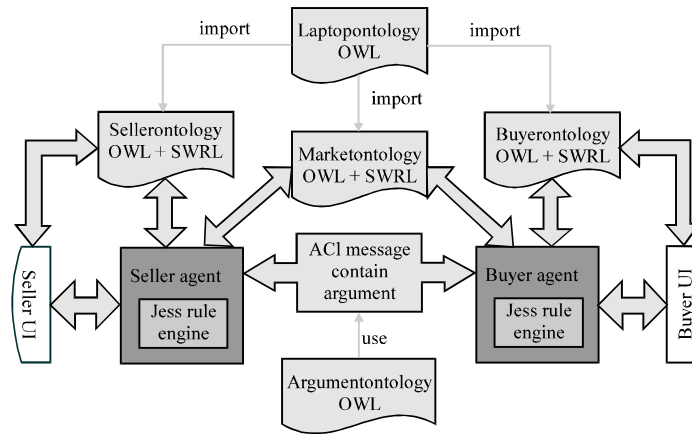 Laptopontology
OWL
import
import
import
Sellerontology
OWL + SWRL
Marketontology
OWL + SWRL
Buyerontology
OWL + SWRL
Seller UI
Seller agent
Jess rule
engine
ACl message
contain
argument
Buyer agent
Jess rule
engine
Buyer UI
use
Argumentontology
OWL